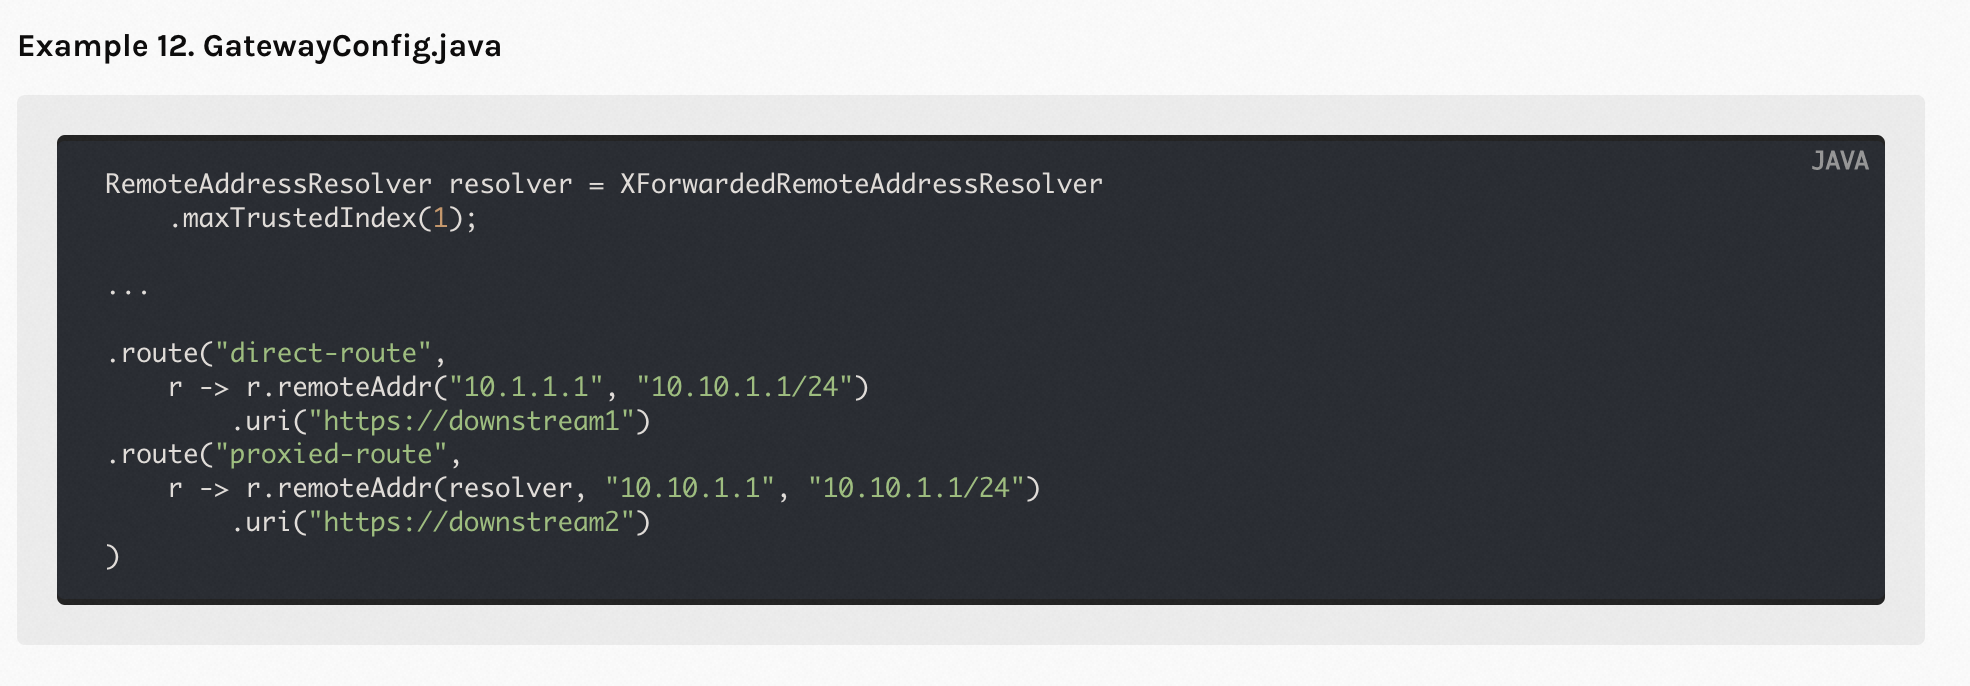 Example 12. GatewayConfig.java
JAVA
RemoteAddressResolver resolver = XForwardedRemoteAddressResolver
    .maxTrustedIndex(1);
...
.route("direct-route",
    r -> r.remoteAddr("10.1.1.1", "10.10.1.1/24")
        .uri("https://downstream1")
.route("proxied-route",
    r -> r.remoteAddr(resolver, "10.10.1.1", "10.10.1.1/24")
        .uri("https://downstream2")
)